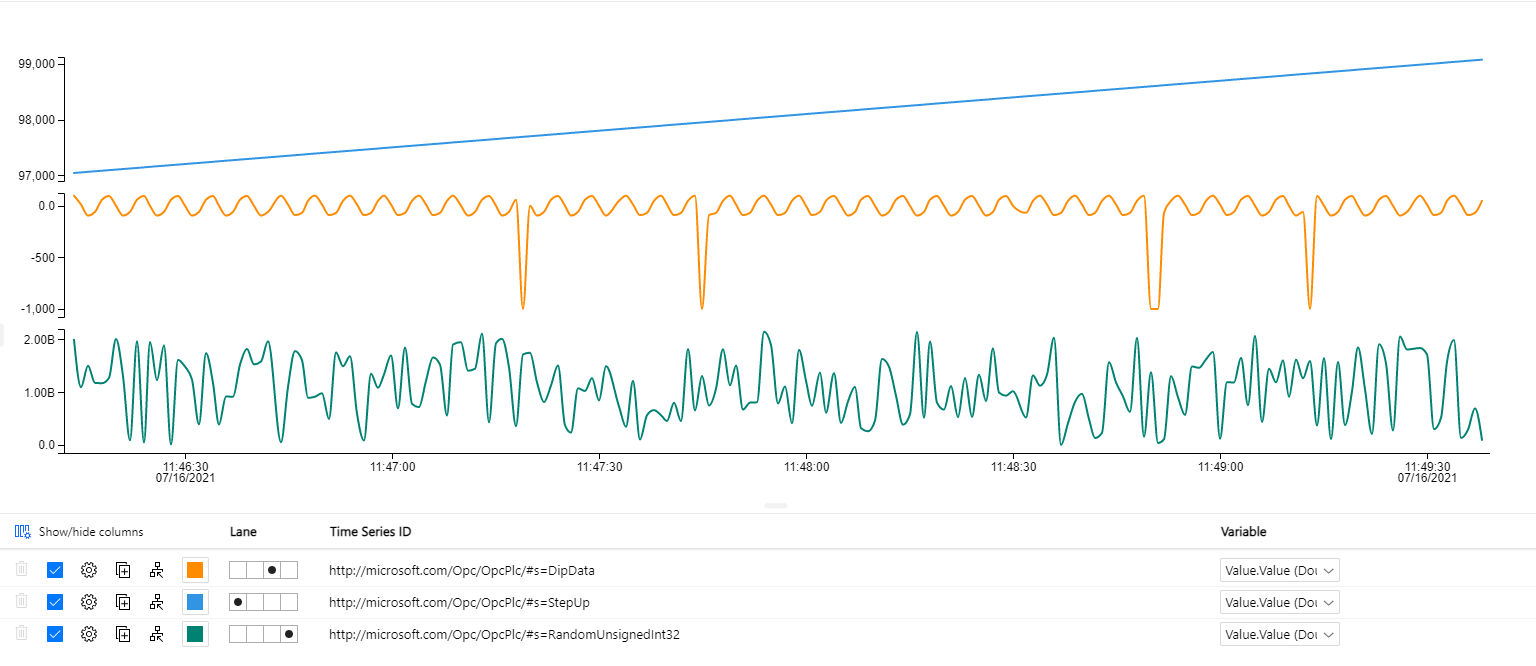 99,000
98,000
97,000
0.0
-500
-1,000
2.00B
1.00B
0.0
11:46:30 11:47:00 11:47:30 11:48:00 11:48:30 11:49:00 11:49:30
07/16/2021 07/16/2021
Show/hide columns Lane Time Series ID Variable
http://microsoft.com/Opc/OpcPlc/#s=DipData Value.Value (Dou
http://microsoft.com/Opc/OpcPlc/#s=StepUp Value.Value (Dou
http://microsoft.com/Opc/OpcPlc/#s=RandomUnsignedInt32 Value.Value (Dou